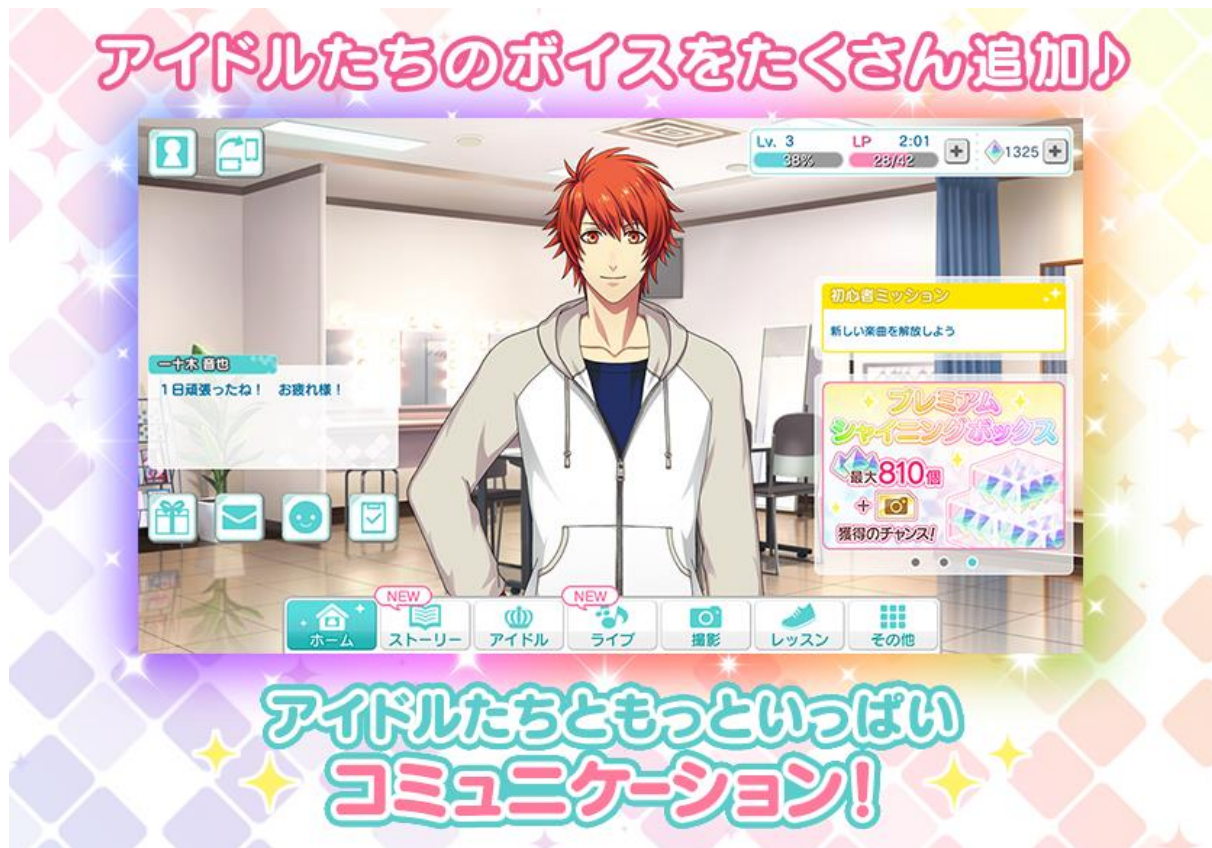 アイドルたちのボイスをたくさん追加♪
Lv. 3
38%
LP 2:01
28/42
1325
初心者ミッション
新しい楽曲を解放しよう
一十木 音也
1日頑張ったね! お疲れ様!
プレミアム
シャイニングボックス
最大810個
+
獲得のチャンス!
NEW
NEW
ホーム
ストーリー
アイドル
ライブ
撮影
レッスン
その他
アイドルたちともっといっぱい
コミュニケーション!